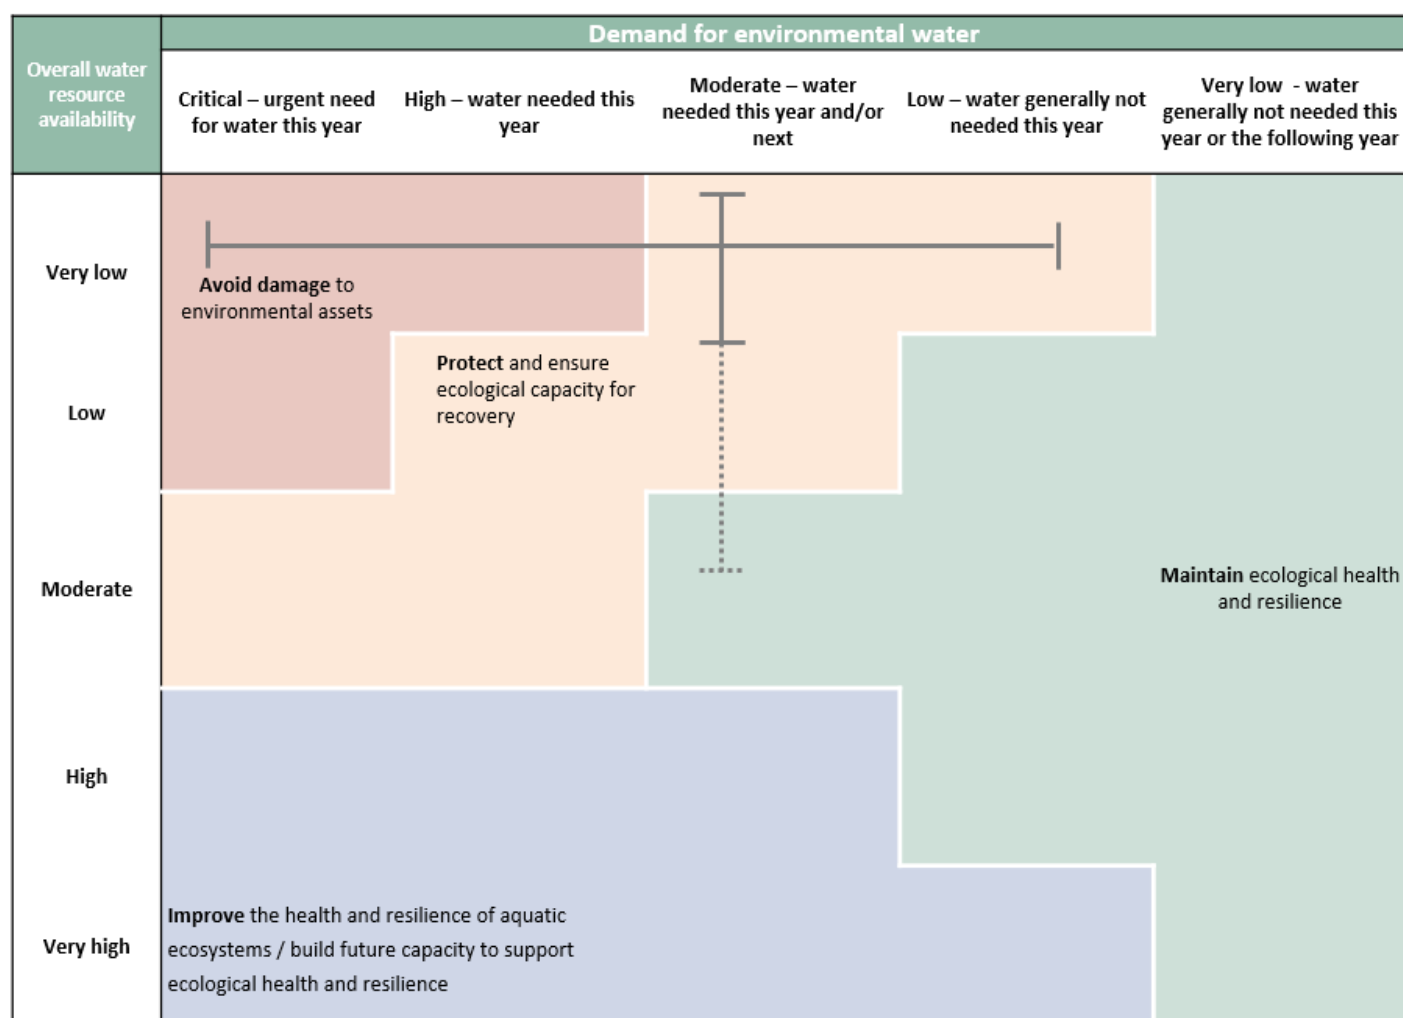 Demand for environmental water
Overall water
resource
availability
Critical – urgent need
for water this year
High – water needed this
year
Moderate – water
needed this year and/or
next
Low – water generally not
needed this year
Very low  - water
generally not needed this
year or the following year
Very low
Avoid damage to
environmental assets
Protect and ensure
ecological capacity for
recovery
Low
Moderate
Maintain ecological health
and resilience
High
Very high
Improve the health and resilience of aquatic
ecosystems / build future capacity to support
ecological health and resilience